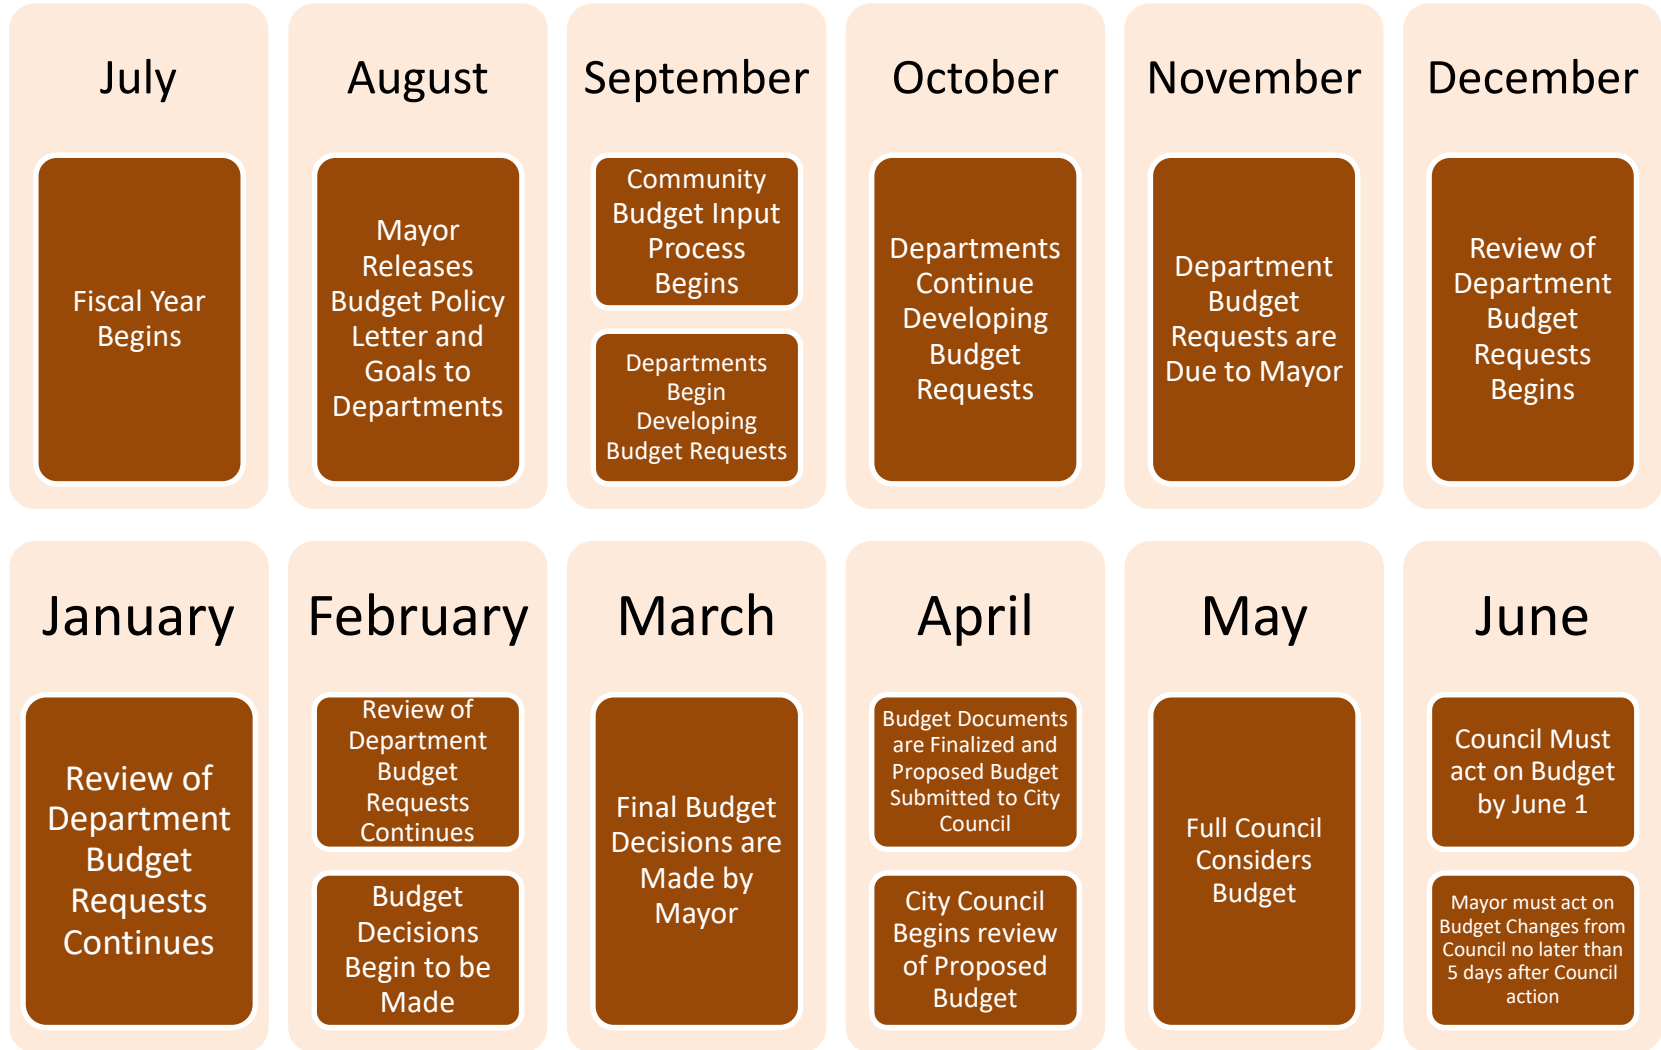 July
Fiscal Year
Begins
August
Mayor
Releases
Budget Policy
Letter and
Goals to
Departments
September
Community
Budget Input
Process
Begins
Departments
Begin
Developing
Budget Requests
October
Departments
Continue
Developing
Budget
Requests
November
Department
Budget
Requests are
Due to Mayor
December
Review of
Department
Budget
Requests
Begins
January
Review of
Department
Budget
Requests
Continues
February
Review of
Department
Budget
Requests
Continues
Budget
Decisions
Begin to be
Made
March
Final Budget
Decisions are
Made by
Mayor
April
Budget Documents
are Finalized and
Proposed Budget
Submitted to City
Council
City Council
Begins review
of Proposed
Budget
May
Full Council
Considers
Budget
June
Council Must
act on Budget
by June 1
Mayor must act on
Budget Changes from
Council no later than
5 days after Council
action